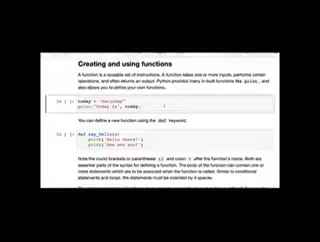 Creating and using functions
A function is a reusable set of instructions. A function takes one or more inputs, performs certain
operations, and often returns an output. Python provides many in-built functions like print, and
also allows you to define your own functions.
In [ ]: today = "Saturday"
print("Today is", today)
You can define a new function using the def keyword.
In [ ]: def say_hello():
print('Hello there!')
print('How are you?')
Note the round brackets or parantheses () and colon : after the function's name. Both are
essential parts of the syntax for defining a function. The body of the function can contain one or
more statements which are to be executed when the function is called. Similar to conditional
statements and loops, the statements must be indented by 4 spaces.